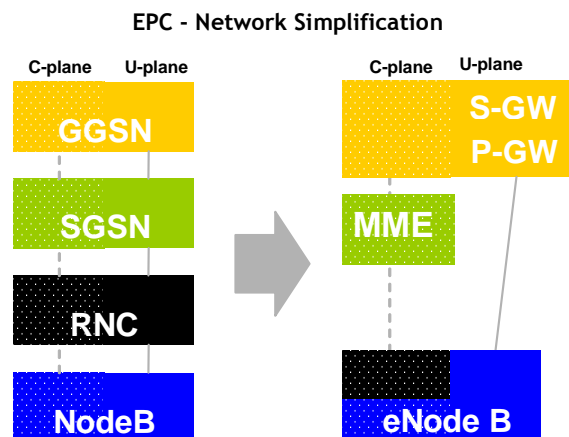 EPC - Network Simplification
C-plane U-plane
GGSN
SGSN
RNC
NodeB
C-plane U-plane
S-GW
P-GW
MME
eNode B